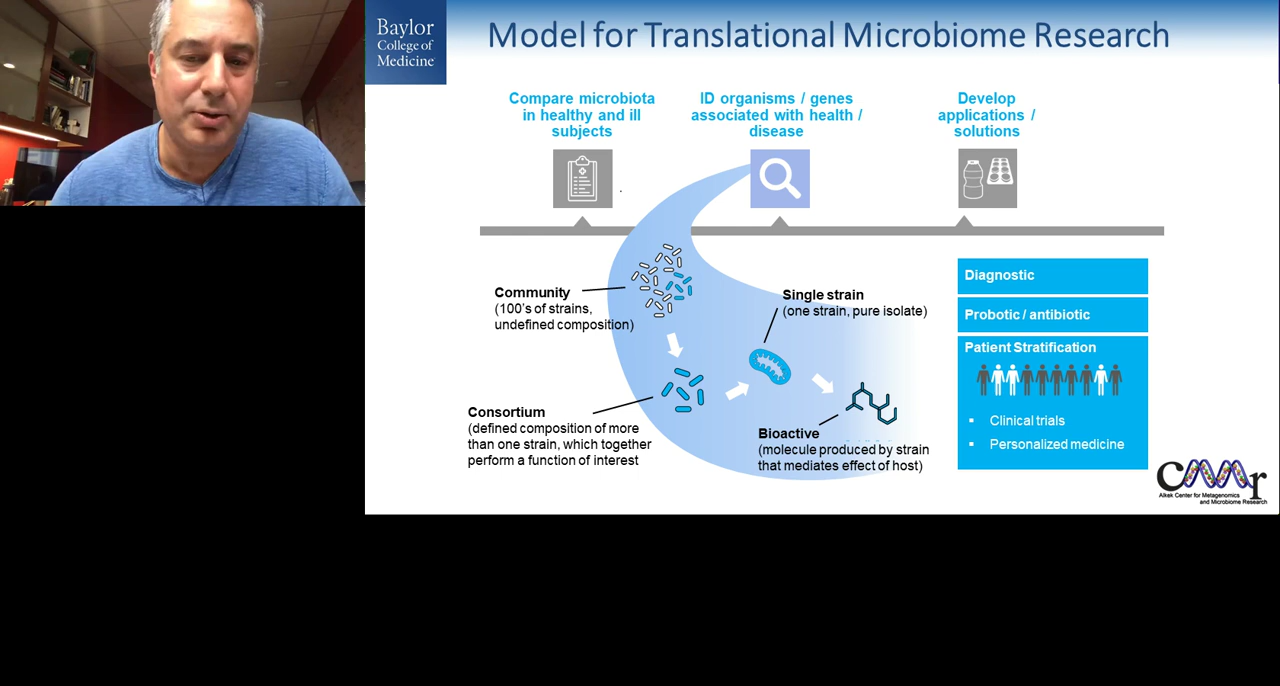 Baylor
College of
Medicine
Model for Translational Microbiome Research
Compare microbiota
in healthy and ill
subjects
ID organisms / genes
associated with health /
disease
Develop
applications /
solutions
Community
(100's of strains,
undefined composition)
Single strain
(one strain, pure isolate)
Consortium
(defined composition of more
than one strain, which together
perform a function of interest
Bioactive
(molecule produced by strain
that mediates effect of host)
Diagnostic
Probotic / antibiotic
Patient Stratification
▪ Clinical trials
▪ Personalized medicine
cmmr
Alkek Center for Metagenomics
and Microbiome Research